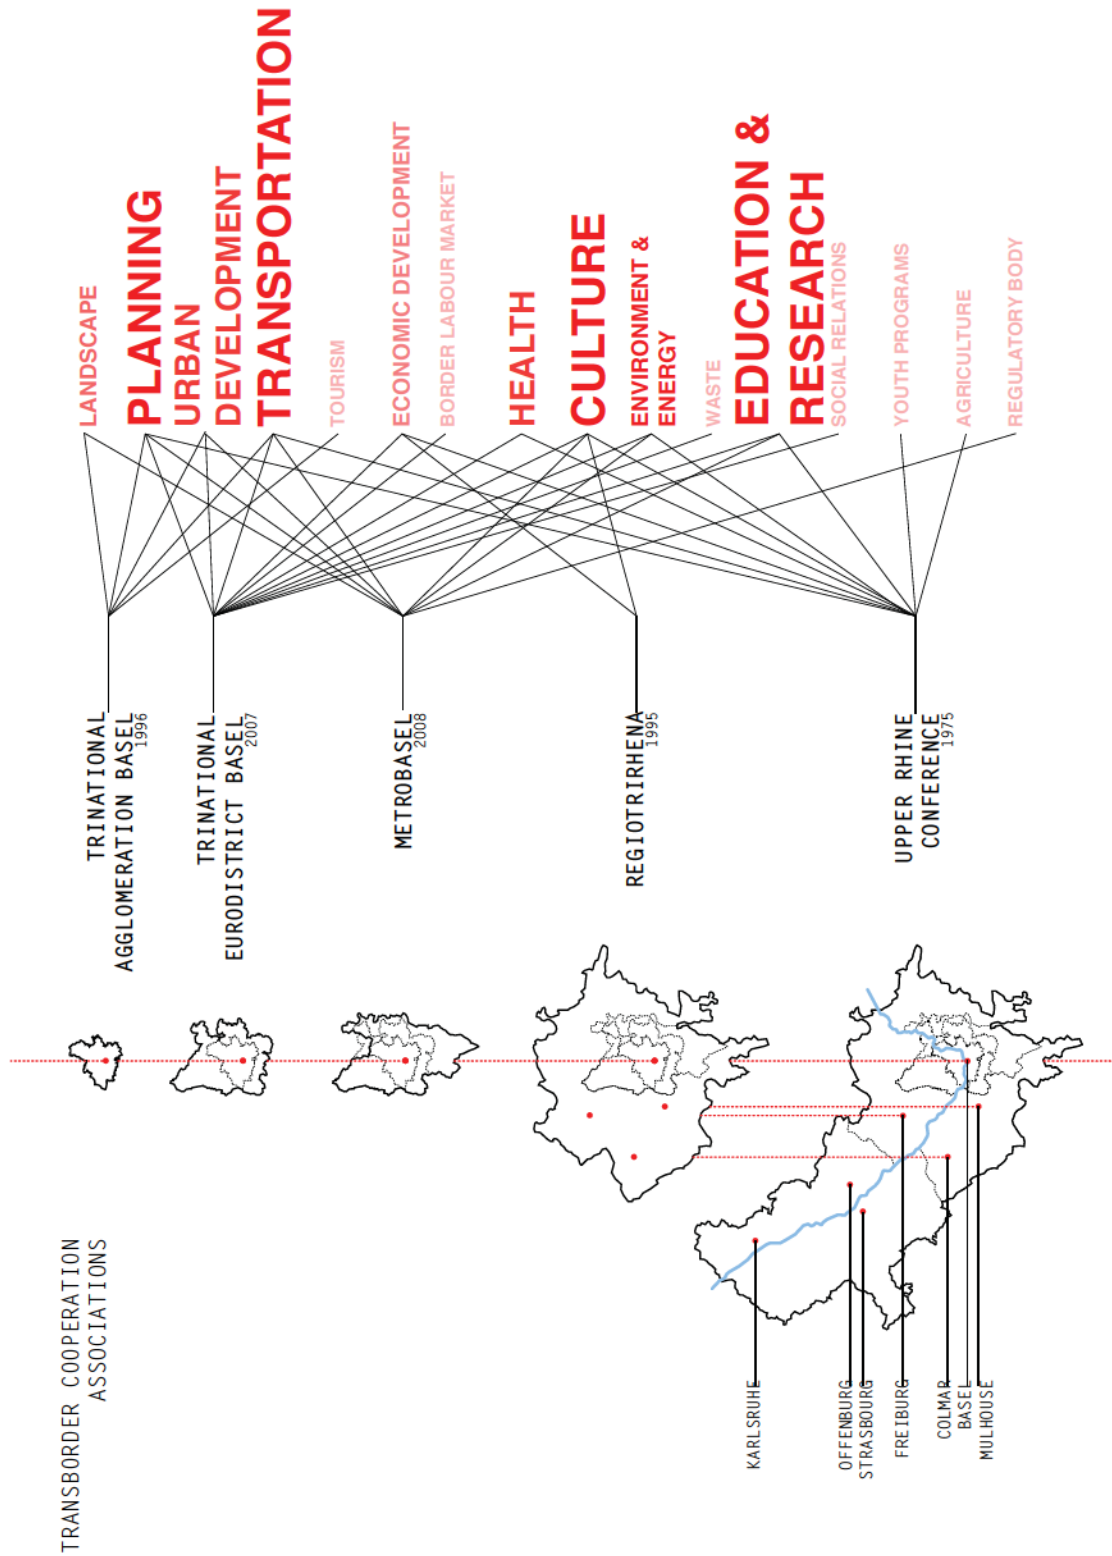 TRANSBORDER COOPERATION
ASSOCIATIONS
TRINATIONAL
AGGLOMERATION BASEL
1996
TRINATIONAL
EURODISTRICT BASEL
2007
METROBASEL
2008
REGIOTRIRHENA
1995
UPPER RHINE
CONFERENCE
1975
LANDSCAPE
PLANNING
URBAN
DEVELOPMENT
TRANSPORTATION
TOURISM
ECONOMIC DEVELOPMENT
BORDER LABOUR MARKET
HEALTH
CULTURE
ENVIRONMENT &
ENERGY
WASTE
EDUCATION &
RESEARCH
SOCIAL RELATIONS
YOUTH PROGRAMS
AGRICULTURE
REGULATORY BODY
KARLSRUHE
OFFENBURG
STRASBOURG
FREIBURG
COLMAR
BASEL
MULHOUSE